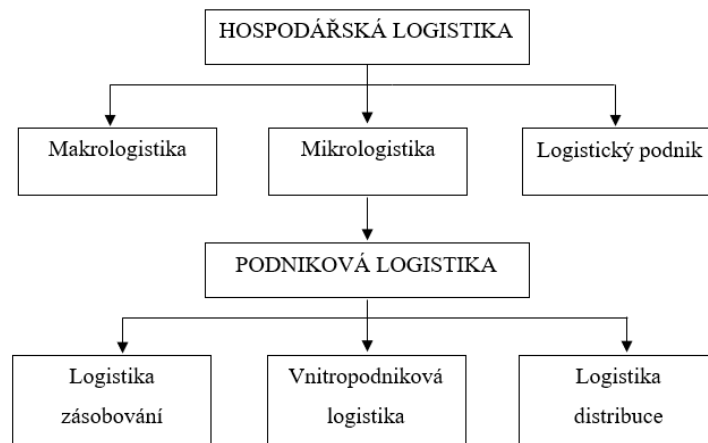 HOSPODÁŘSKÁ LOGISTIKA
Makrologistika
Mikrologistika
Logistický podnik
PODNIKOVÁ LOGISTIKA
Logistika
zásobování
Vnitropodniková
logistika
Logistika
distribuce